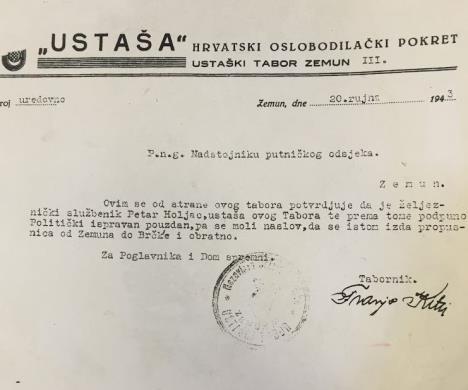 „USTAŠA“ HRVATSKI OSLOBODILAČKI POKRET
USTAŠKI TABOR ZEMUN III.
roj uredovno
Zemun, dne 20.rujna 1943
P.n.g. Nadstojniku putničkog odsjeka.
Zemun.
Ovim se od strane ovog tabora potvrdjuje da je željez-
nički službenik Petar Holjac,ustaša ovog Tabora te prema tome podpuno
Politički ispravan pouzdan,pa se moli naslov,da se istom izda propus-
nica od Zemuna do Brčke i obratno.
Za Poglavnika i Dom spremni.
Tabornik.
Franjo